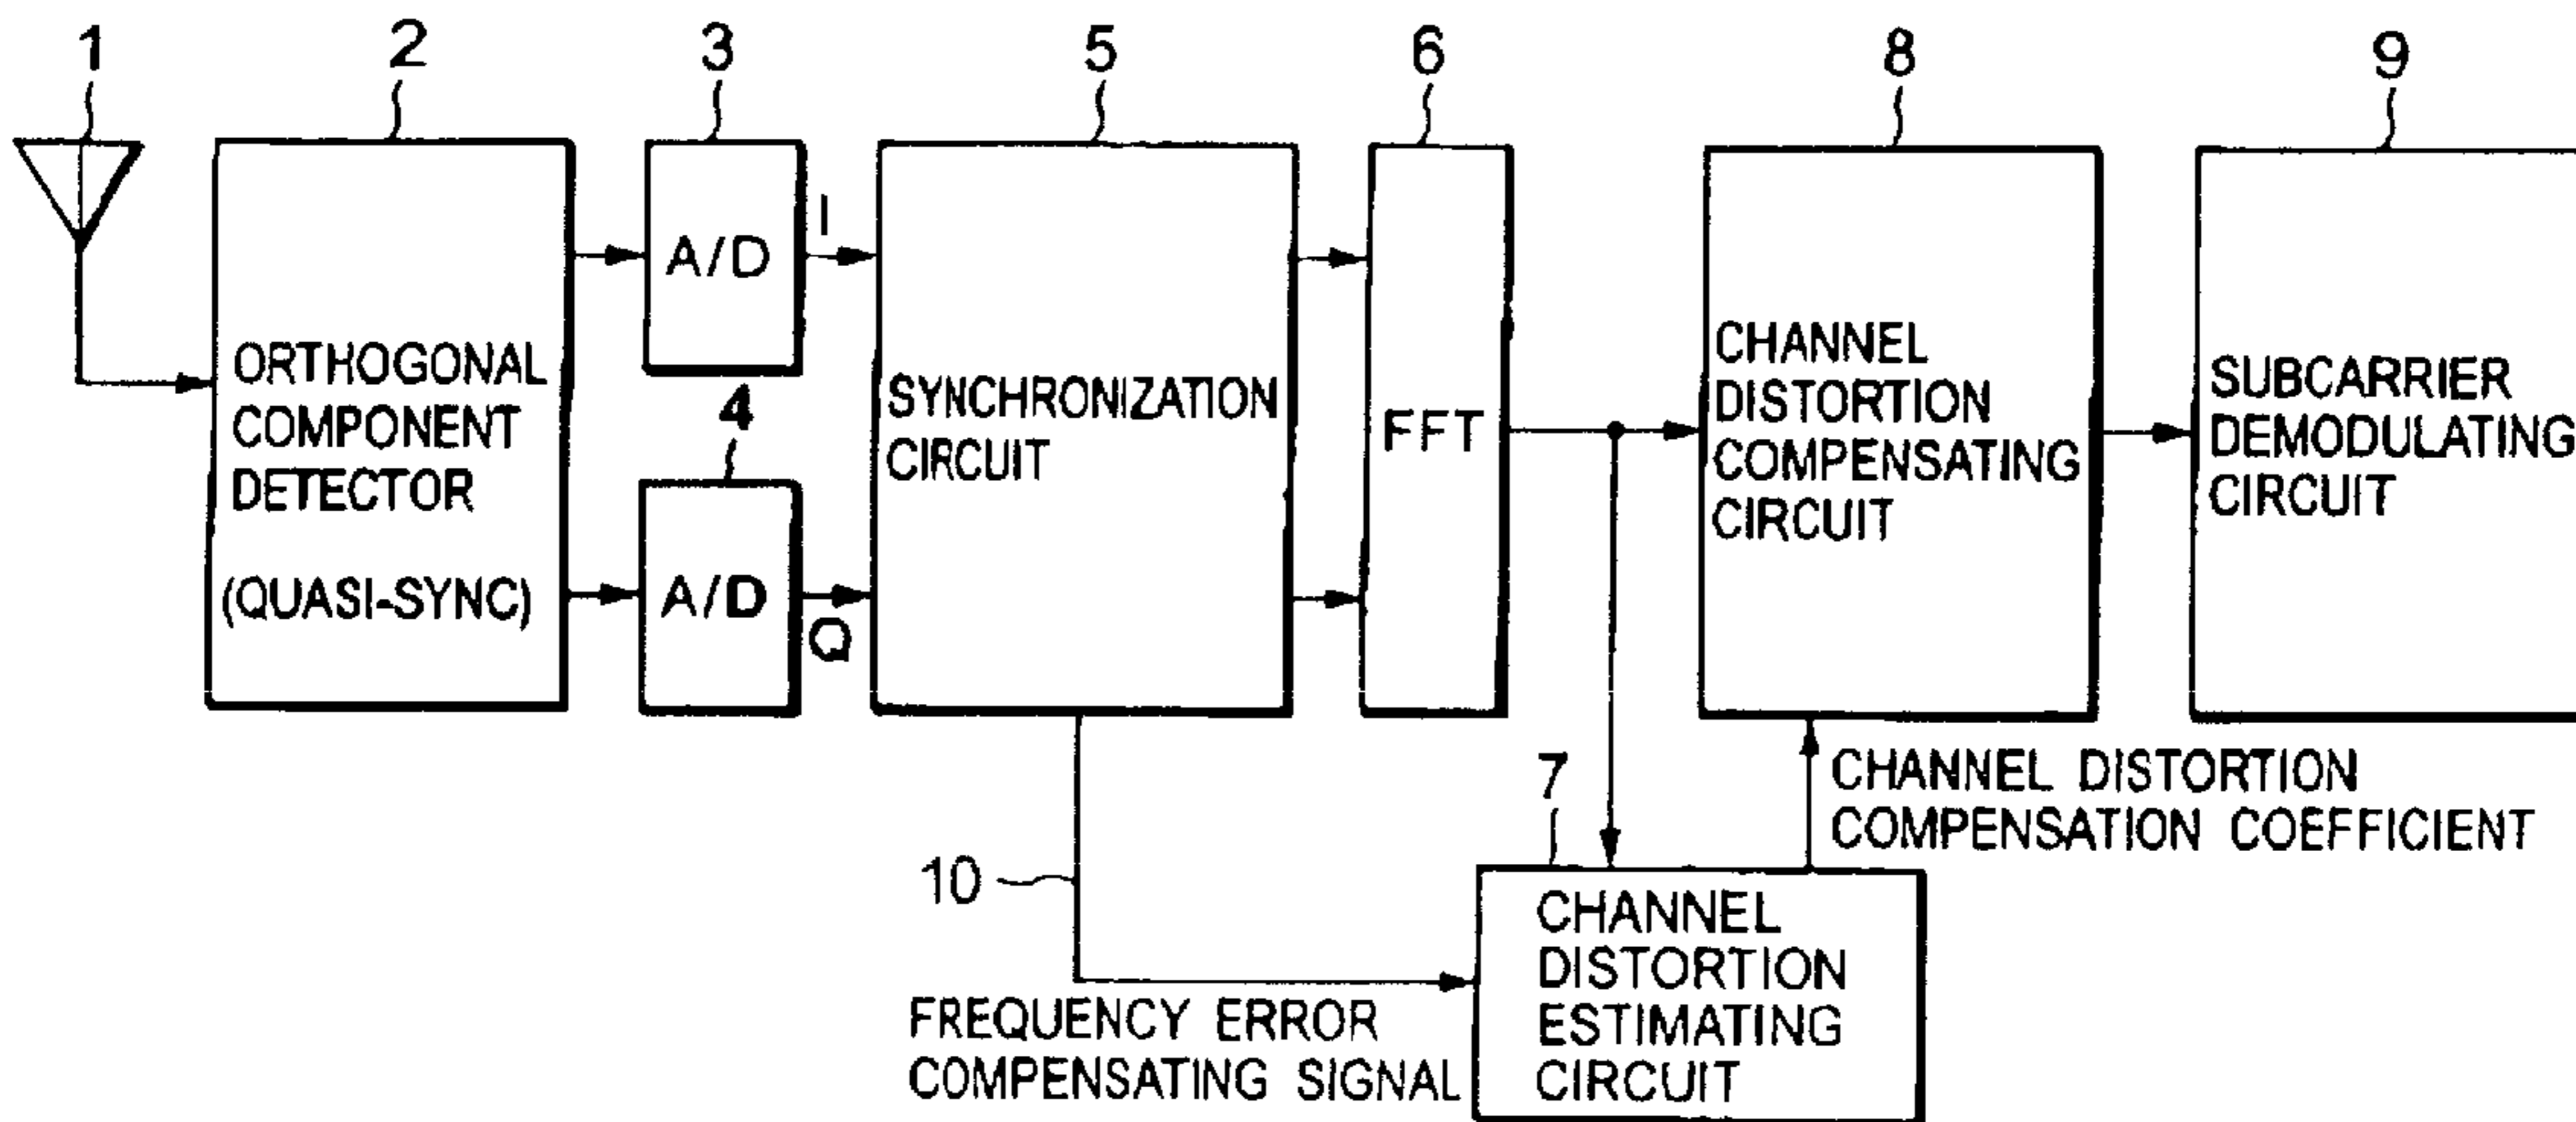 1
2
3
5
6
8
9
I
A/D
ORTHOGONAL
COMPONENT
DETECTOR
(QUASI-SYNC)
4
A/D
Q
SYNCHRONIZATION
CIRCUIT
FFT
CHANNEL
DISTORTION
COMPENSATING
CIRCUIT
SUBCARRIER
DEMODULATING
CIRCUIT
CHANNEL DISTORTION
COMPENSATION COEFFICIENT
7
10
CHANNEL
DISTORTION
ESTIMATING
CIRCUIT
FREQUENCY ERROR
COMPENSATING SIGNAL